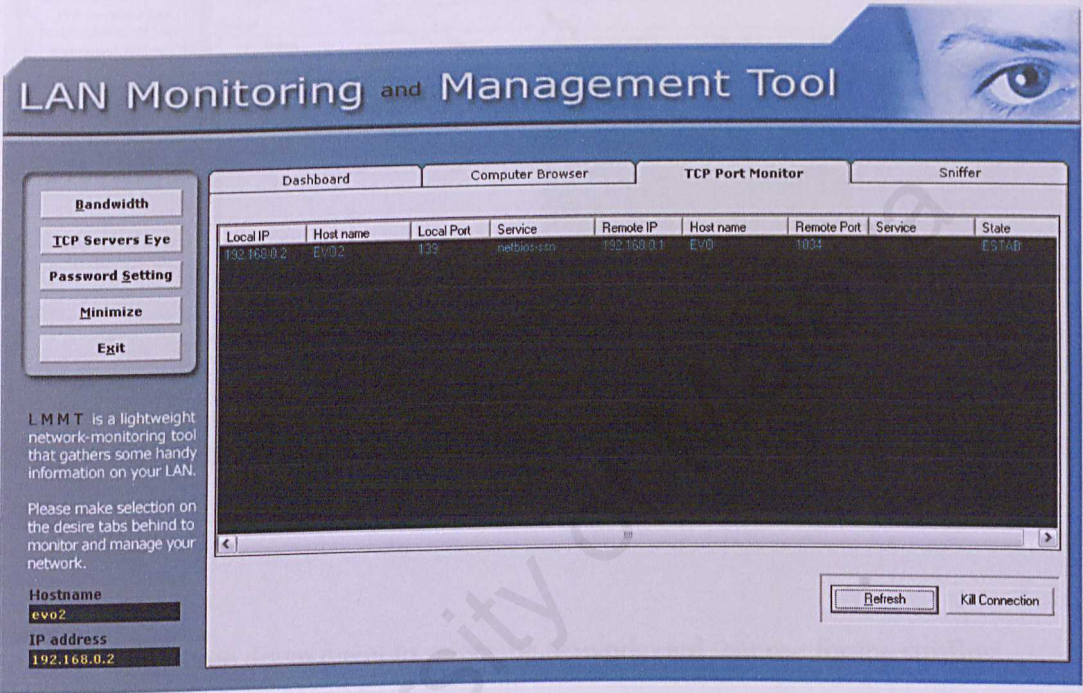 LAN Monitoring and Management Tool
Dashboard
Computer Browser
TCP Port Monitor
Sniffer
Bandwidth
TCP Servers Eye
Password Setting
Minimize
Exit
Local IP Host name Local Port Service Remote IP Host name Remote Port Service State
192.168.0.2 EVO2 139 netbios-ssn 192.168.0.1 EVO 1034 ESTAB
LMMT is a lightweight
network-monitoring tool
that gathers some handy
information on your LAN.
Please make selection on
the desire tabs behind to
monitor and manage your
network.
Hostname
evo2
IP address
192.168.0.2
Refresh
Kill Connection